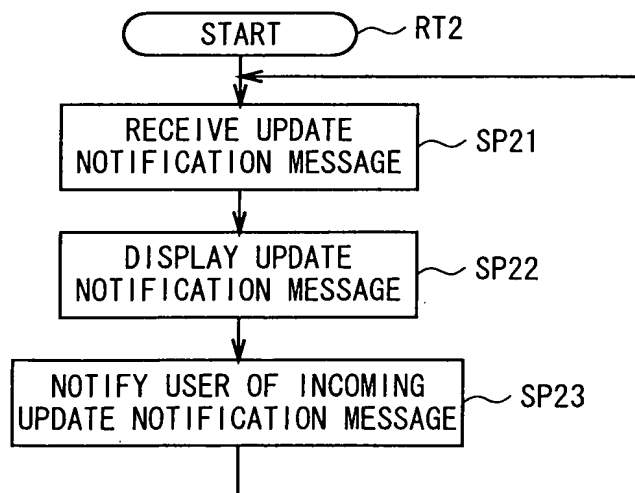 START
RT2
RECEIVE UPDATE
NOTIFICATION MESSAGE
SP21
DISPLAY UPDATE
NOTIFICATION MESSAGE
SP22
NOTIFY USER OF INCOMING
UPDATE NOTIFICATION MESSAGE
SP23